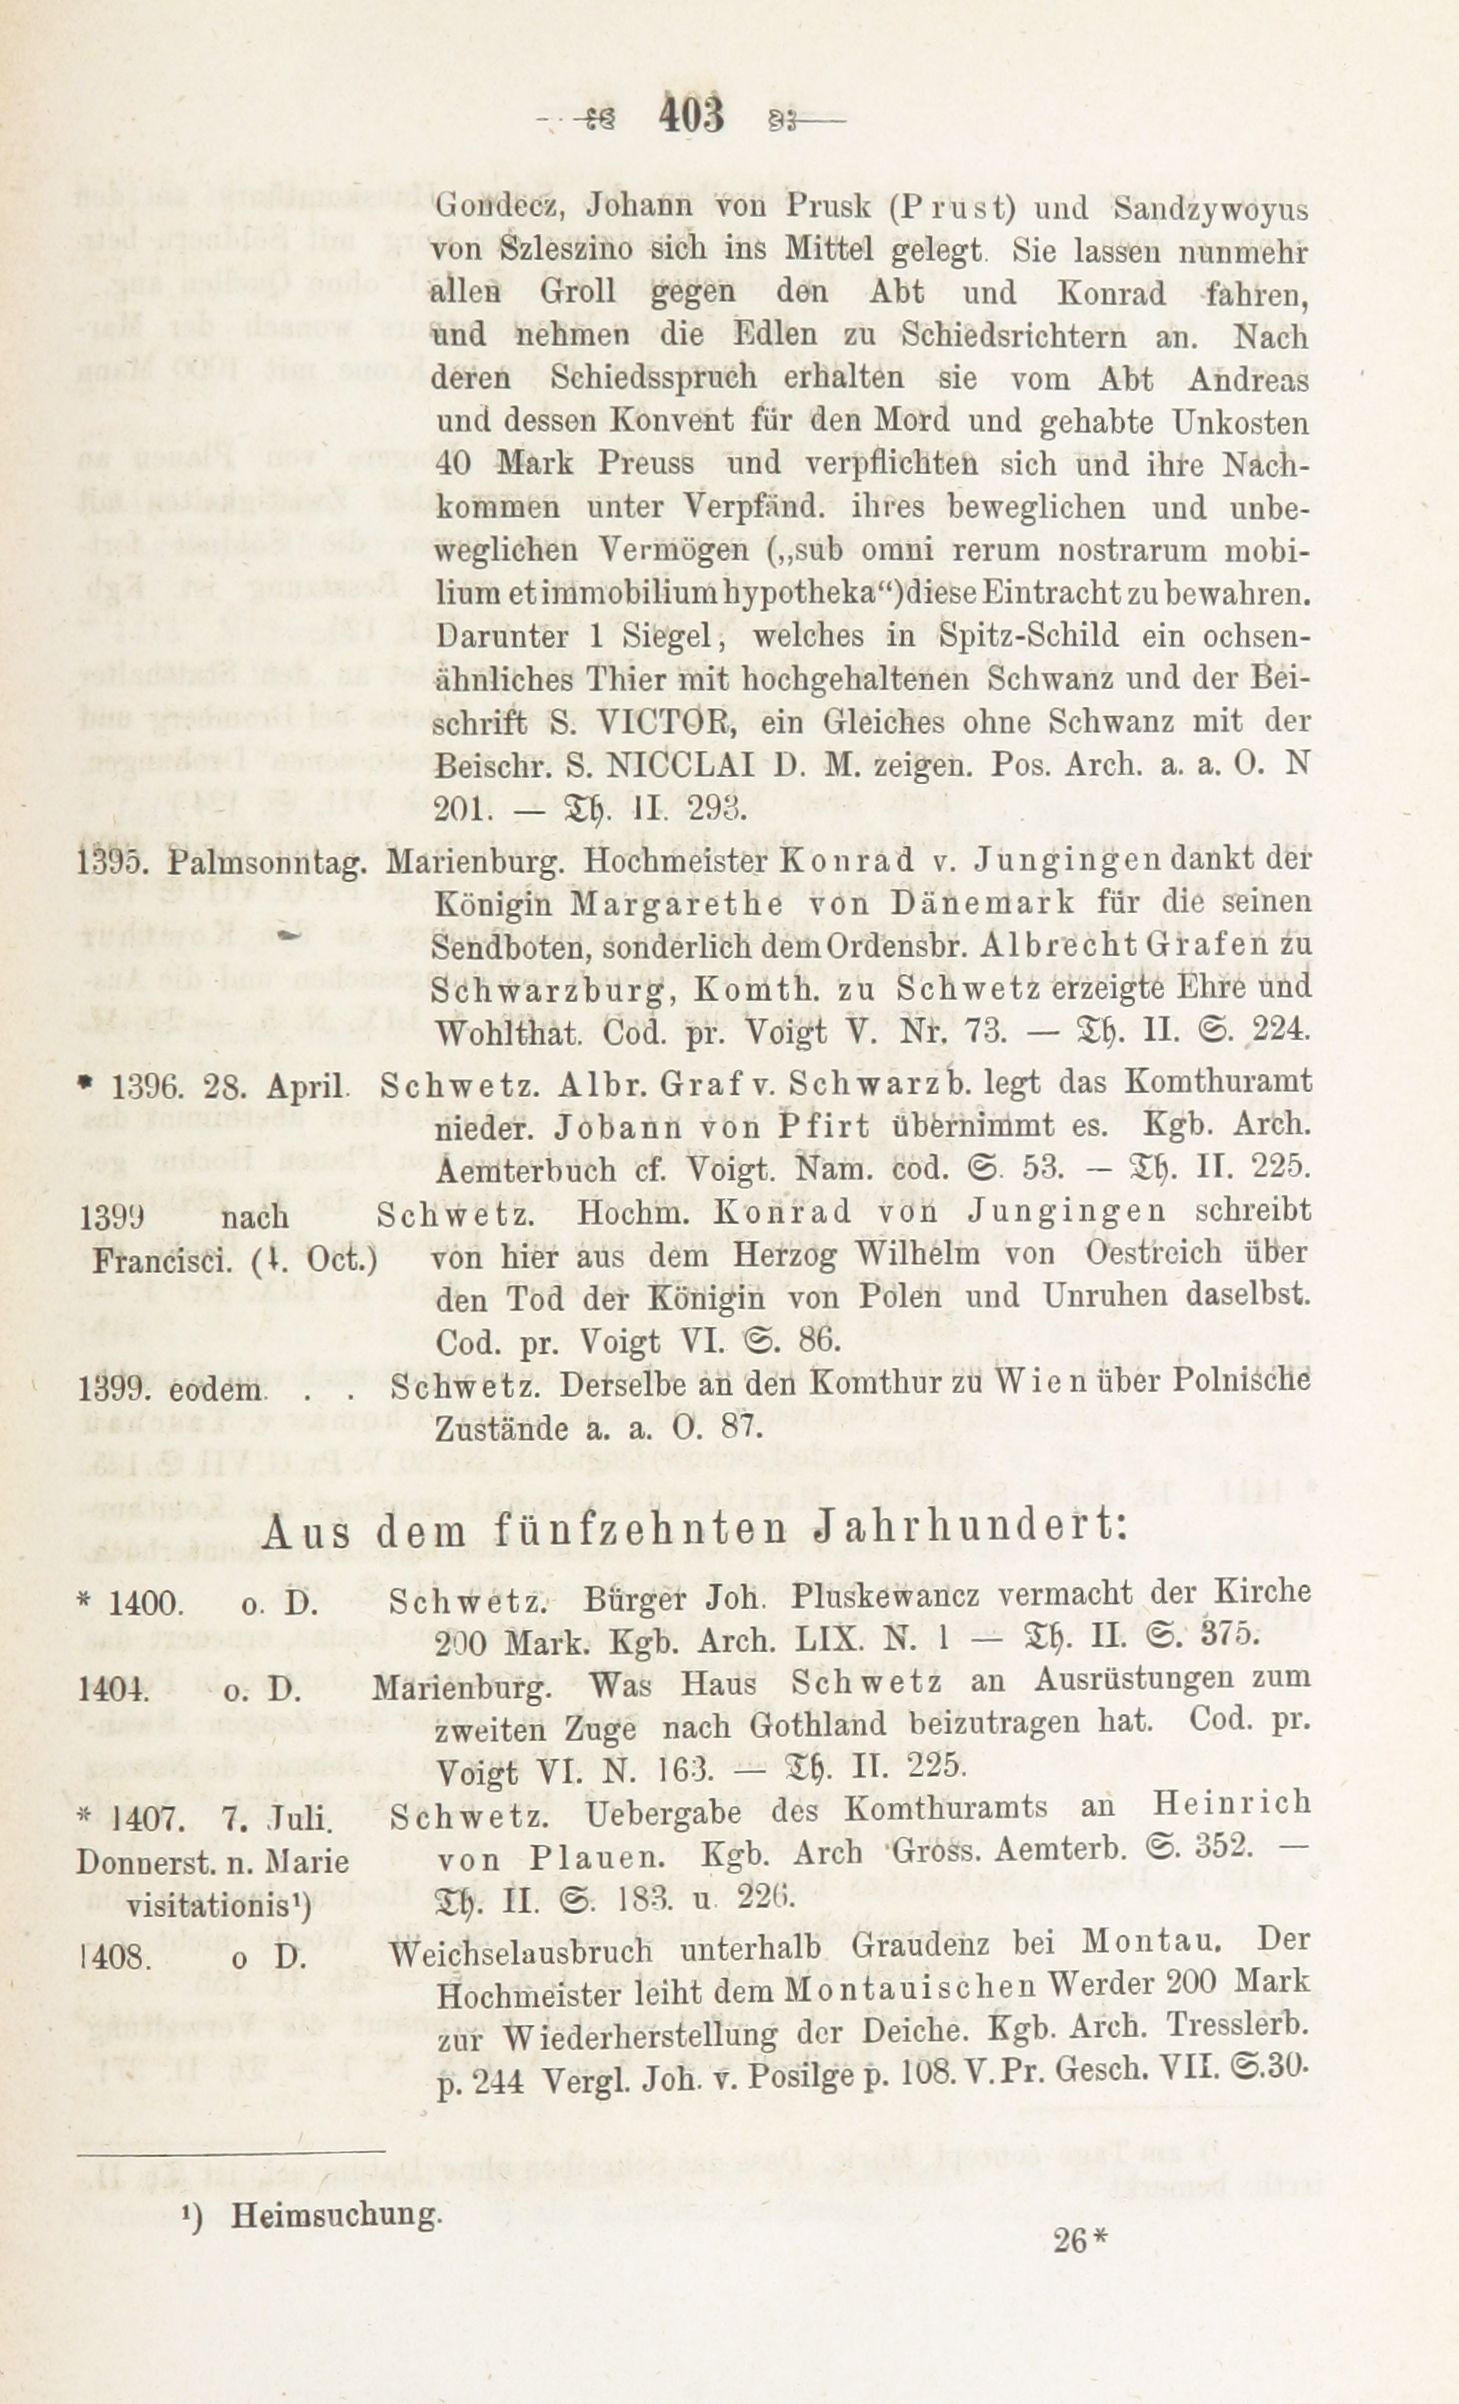 403
Gondecz, Johann von Prusk (Prust) und Sandzywoyus
von Szleszino sich ins Mittel gelegt. Sie lassen nunmehr
allen Groll gegen den Abt und Konrad fahren,
und nehmen die Edlen zu Schiedsrichtern an. Nach
deren Schiedsspruch erhalten sie vom Abt Andreas
und dessen Konvent für den Mord und gehabte Unkosten
40 Mark Preuss und verpflichten sich und ihre Nach-
kommen unter Verpfänd. ihres beweglichen und unbe-
weglichen Vermögen („sub omni rerum nostrarum mobi-
lium et immobilium hypotheka“) diese Eintracht zu bewahren.
Darunter 1 Siegel, welches in Spitz-Schild ein ochsen-
ähnliches Thier mit hochgehaltenen Schwanz und der Bei-
schrift S. VICTOR, ein Gleiches ohne Schwanz mit der
Beischr. S. NICCLAI D. M. zeigen. Pos. Arch. a. a. O. N
201. — Th. II. 293.
1395. Palmsonntag. Marienburg. Hochmeister Konrad v. Jungingen dankt der
Königin Margarethe von Dänemark für die seinen
Sendboten, sonderlich dem Ordensbr. Albrecht Grafen zu
Schwarzburg, Komth. zu Schwetz erzeigte Ehre und
Wohlthat. Cod. pr. Voigt V. Nr. 73. — Th. II. S. 224.
* 1396. 28. April. Schwetz. Albr. Graf v. Schwarzb. legt das Komthuramt
nieder. Johann von Pfirt übernimmt es. Kgb. Arch.
Aemterbuch cf. Voigt. Nam. cod. S. 53. — Th. II. 225.
1399 nach Schwetz. Hochm. Konrad von Jungingen schreibt
Francisci. (4. Oct.) von hier aus dem Herzog Wilhelm von Oestreich über
den Tod der Königin von Polen und Unruhen daselbst.
Cod. pr. Voigt VI. S. 86.
1399. eodem. . . Schwetz. Derselbe an den Komthur zu Wien über Polnische
Zustände a. a. O. 87.
Aus dem fünfzehnten Jahrhundert:
* 1400. o. D. Schwetz. Bürger Joh. Pluskewancz vermacht der Kirche
200 Mark. Kgb. Arch. LIX. N. 1 — Th. II. S. 375.
1404. o. D. Marienburg. Was Haus Schwetz an Ausrüstungen zum
zweiten Zuge nach Gothland beizutragen hat. Cod. pr.
Voigt VI. N. 163. — Th. II. 225.
* 1407. 7. Juli. Schwetz. Uebergabe des Komthuramts an Heinrich
Donnerst. n. Marie von Plauen. Kgb. Arch Gross. Aemterb. S. 352. —
visitationis¹) Th. II. S. 183. u. 226.
1408. o D. Weichselausbruch unterhalb Graudenz bei Montau. Der
Hochmeister leiht dem Montauischen Werder 200 Mark
zur Wiederherstellung der Deiche. Kgb. Arch. Tresslerb.
p. 244 Vergl. Joh. v. Posilge p. 108. V. Pr. Gesch. VII. S. 30.
¹) Heimsuchung.
26*